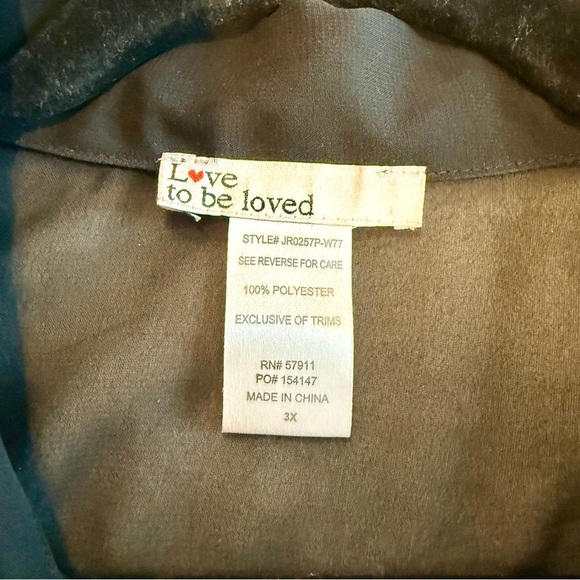 Love
to be loved
STYLE# JR0257P-W77
SEE REVERSE FOR CARE
100% POLYESTER
EXCLUSIVE OF TRIMS
RN# 57911
PO# 154147
MADE IN CHINA
3X